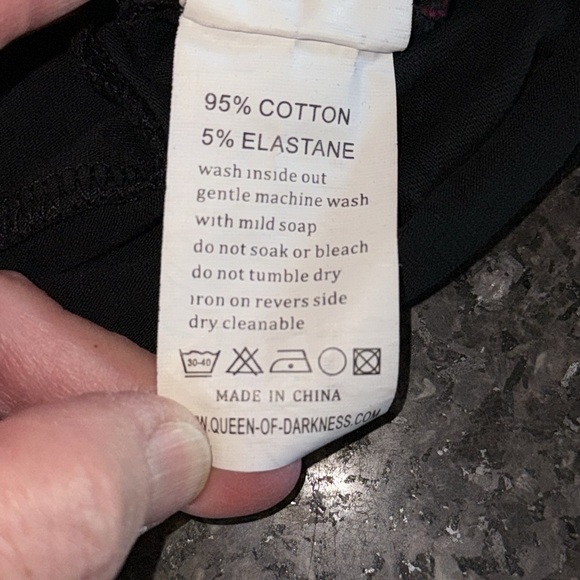 95% COTTON
5% ELASTANE
wash inside out
gentle machine wash
with mild soap
do not soak or bleach
do not tumble dry
iron on revers side
dry cleanable
30-40
MADE IN CHINA
W.QUEEN-OF-DARKNESS.COM